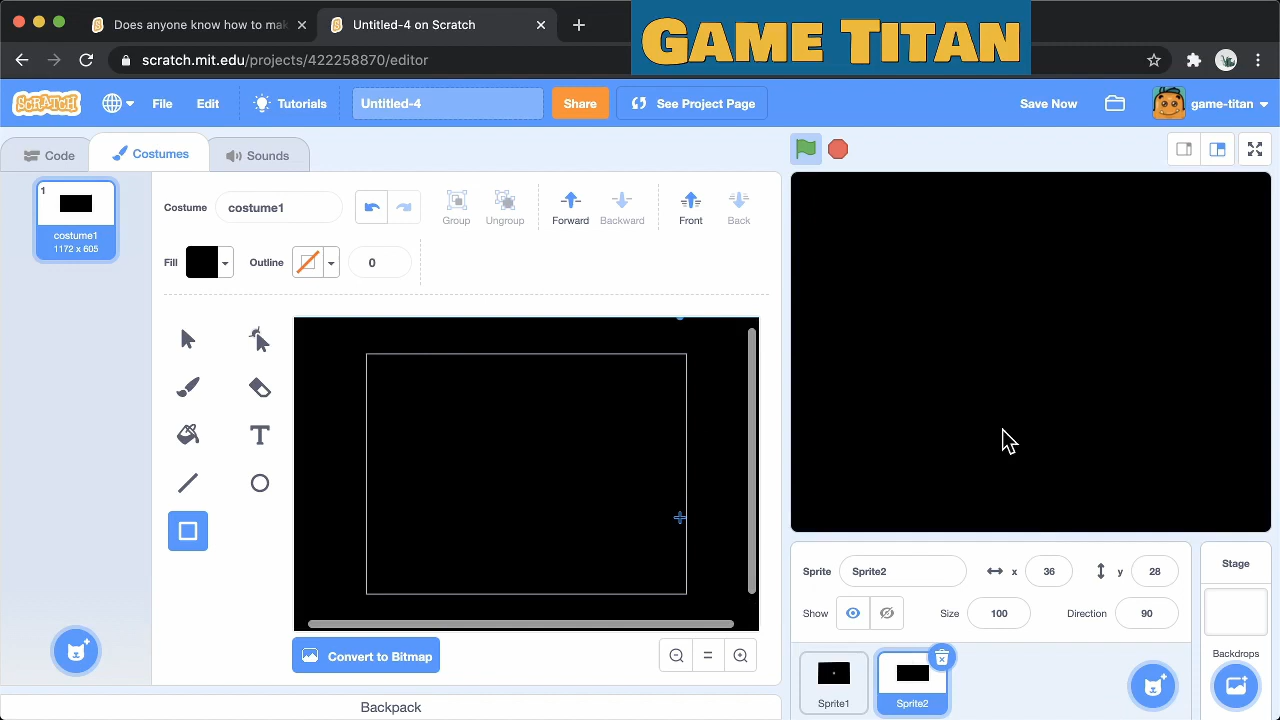 Does anyone know how to mak
Untitled-4 on Scratch
GAME TITAN
scratch.mit.edu/projects/422258870/editor
SCRATCH
File
Edit
Tutorials
Untitled-4
Share
See Project Page
Save Now
game-titan
Code
Costumes
Sounds
1
costume1
1172 x 605
Costume
costume1
Group
Ungroup
Forward
Backward
Front
Back
Fill
Outline
0
T
Convert to Bitmap
Backpack
Sprite
Sprite2
x
36
y
28
Show
Size
100
Direction
90
Stage
Backdrops
Sprite1
Sprite2